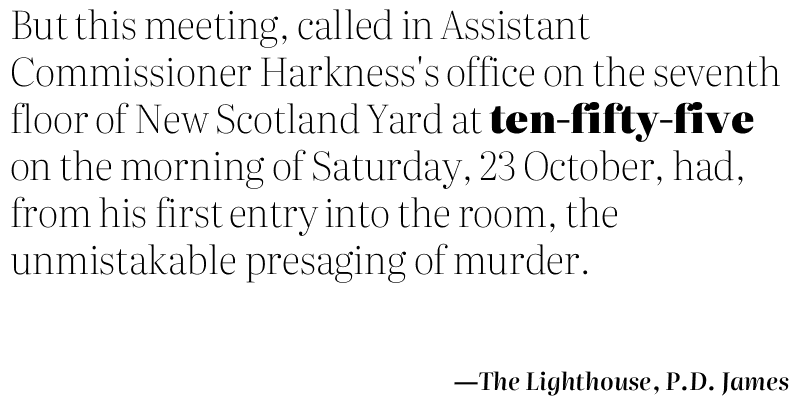 But this meeting, called in Assistant
Commissioner Harkness's office on the seventh
floor of New Scotland Yard at ten-fifty-five
on the morning of Saturday, 23 October, had,
from his first entry into the room, the
unmistakable presaging of murder.
—The Lighthouse, P.D. James